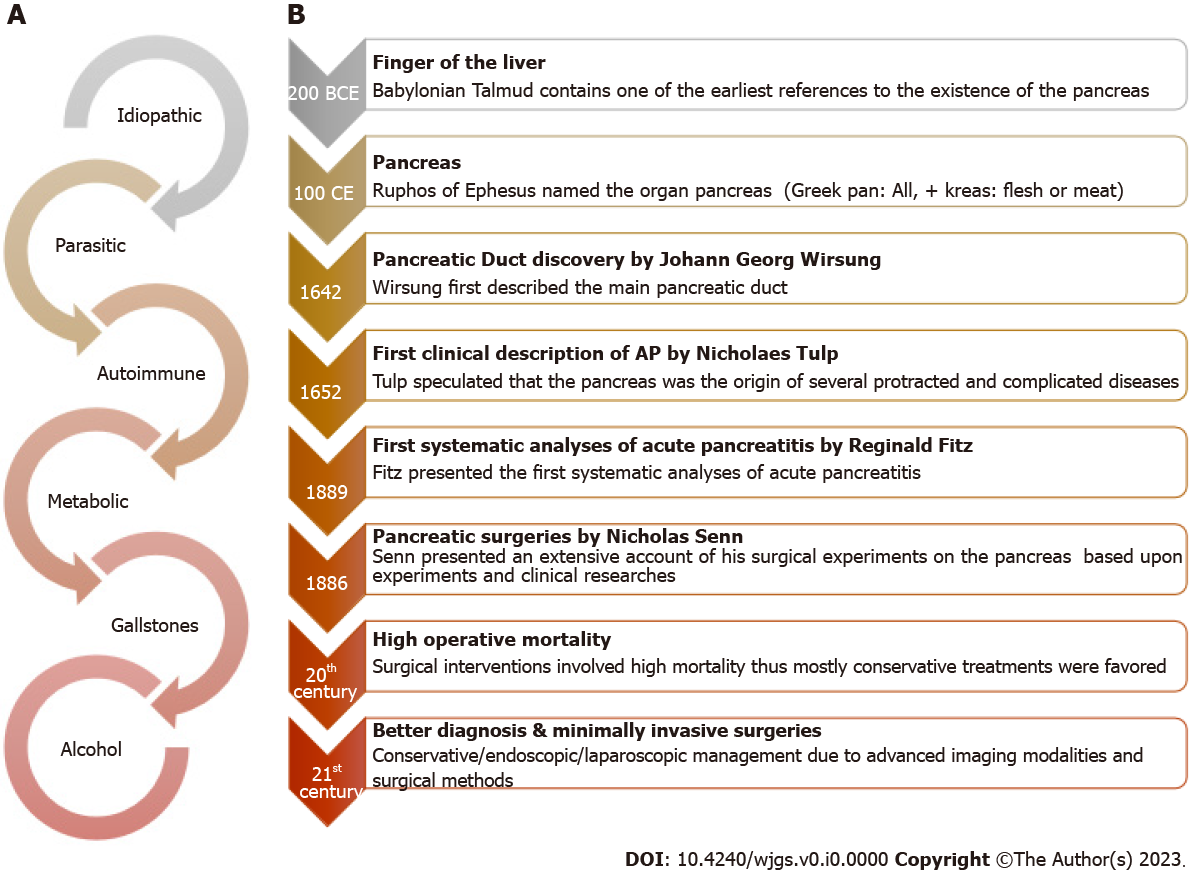 A
Idiopathic
Parasitic
Autoimmune
Metabolic
Gallstones
Alcohol
B
200 BCE
Finger of the liver
Babylonian Talmud contains one of the earliest references to the existence of the pancreas
100 CE
Pancreas
Ruphos of Ephesus named the organ pancreas (Greek pan: All, + kreas: flesh or meat)
1642
Pancreatic Duct discovery by Johann Georg Wirsung
Wirsung first described the main pancreatic duct
1652
First clinical description of AP by Nicholaes Tulp
Tulp speculated that the pancreas was the origin of several protracted and complicated diseases
1889
First systematic analyses of acute pancreatitis by Reginald Fitz
Fitz presented the first systematic analyses of acute pancreatitis
1886
Pancreatic surgeries by Nicholas Senn
Senn presented an extensive account of his surgical experiments on the pancreas based upon
experiments and clinical researches
20th
century
High operative mortality
Surgical interventions involved high mortality thus mostly conservative treatments were favored
21st
century
Better diagnosis & minimally invasive surgeries
Conservative/endoscopic/laparoscopic management due to advanced imaging modalities and
surgical methods
DOI: 10.4240/wjgs.v0.i0.0000 Copyright ©The Author(s) 2023.